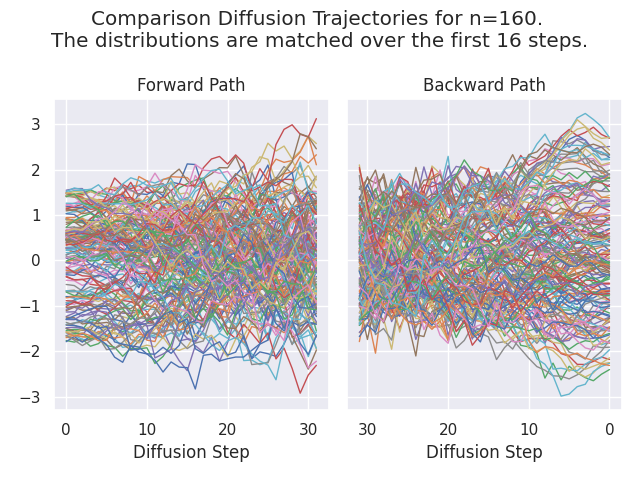 Comparison Diffusion Trajectories for n=160.
The distributions are matched over the first 16 steps.
Forward Path
Backward Path
3
2
1
0
−1
−2
−3
0 10 20 30
30 20 10 0
Diffusion Step
Diffusion Step